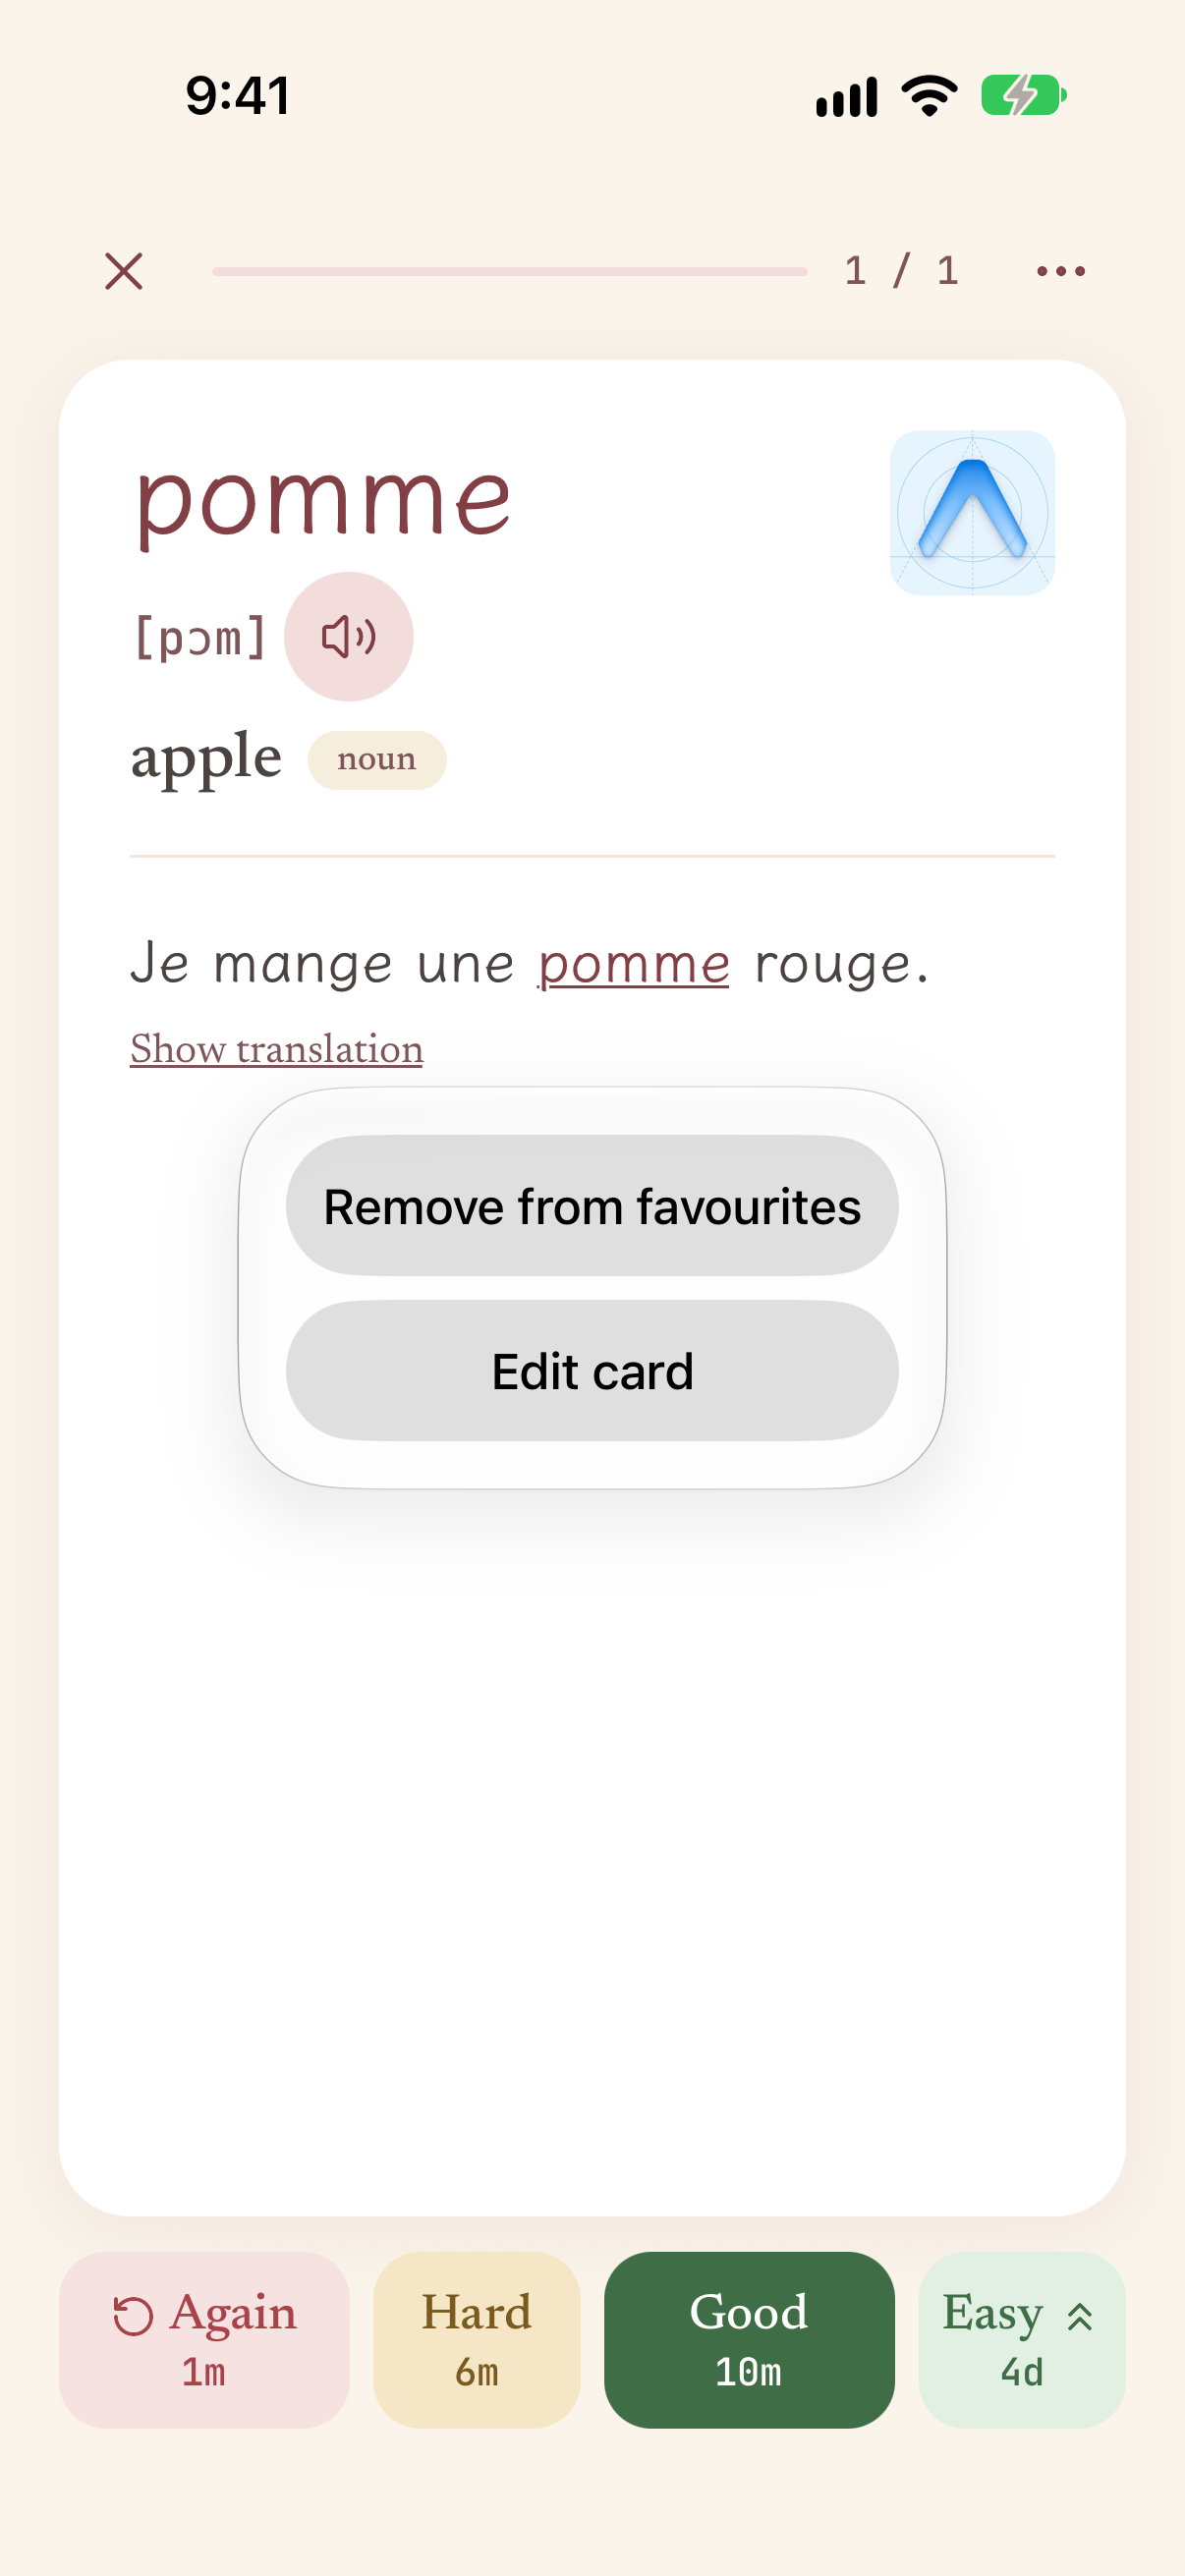 9:41
1 / 1
pomme
[pɔm]
apple noun
Je mange une pomme rouge.
Show translation
Remove from favourites
Edit card
Again Hard Good Easy
1m 6m 10m 4d